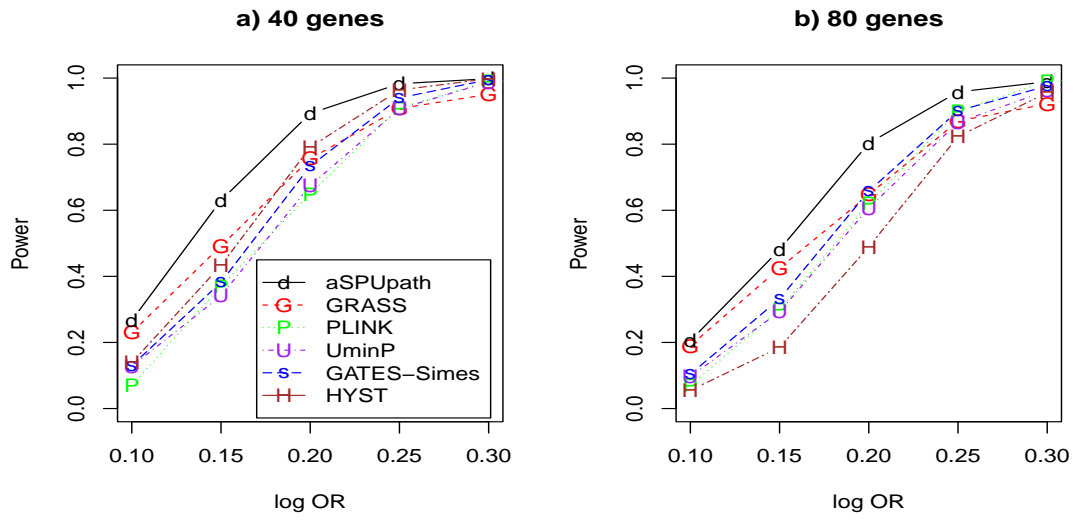 a) 40 genes
Power
1.0
0.8
0.6
0.4
0.2
0.0
d
d
d
d
d
G
G
G
G
G
P
P
P
P
P
U
U
U
U
U
s
s
s
s
s
H
H
H
H
H
d aSPUpath
G GRASS
P PLINK
U UminP
s GATES-Simes
H HYST
0.10 0.15 0.20 0.25 0.30
log OR
b) 80 genes
Power
1.0
0.8
0.6
0.4
0.2
0.0
d
d
d
d
d
G
G
G
G
G
P
P
P
P
P
U
U
U
U
U
s
s
s
s
s
H
H
H
H
H
0.10 0.15 0.20 0.25 0.30
log OR